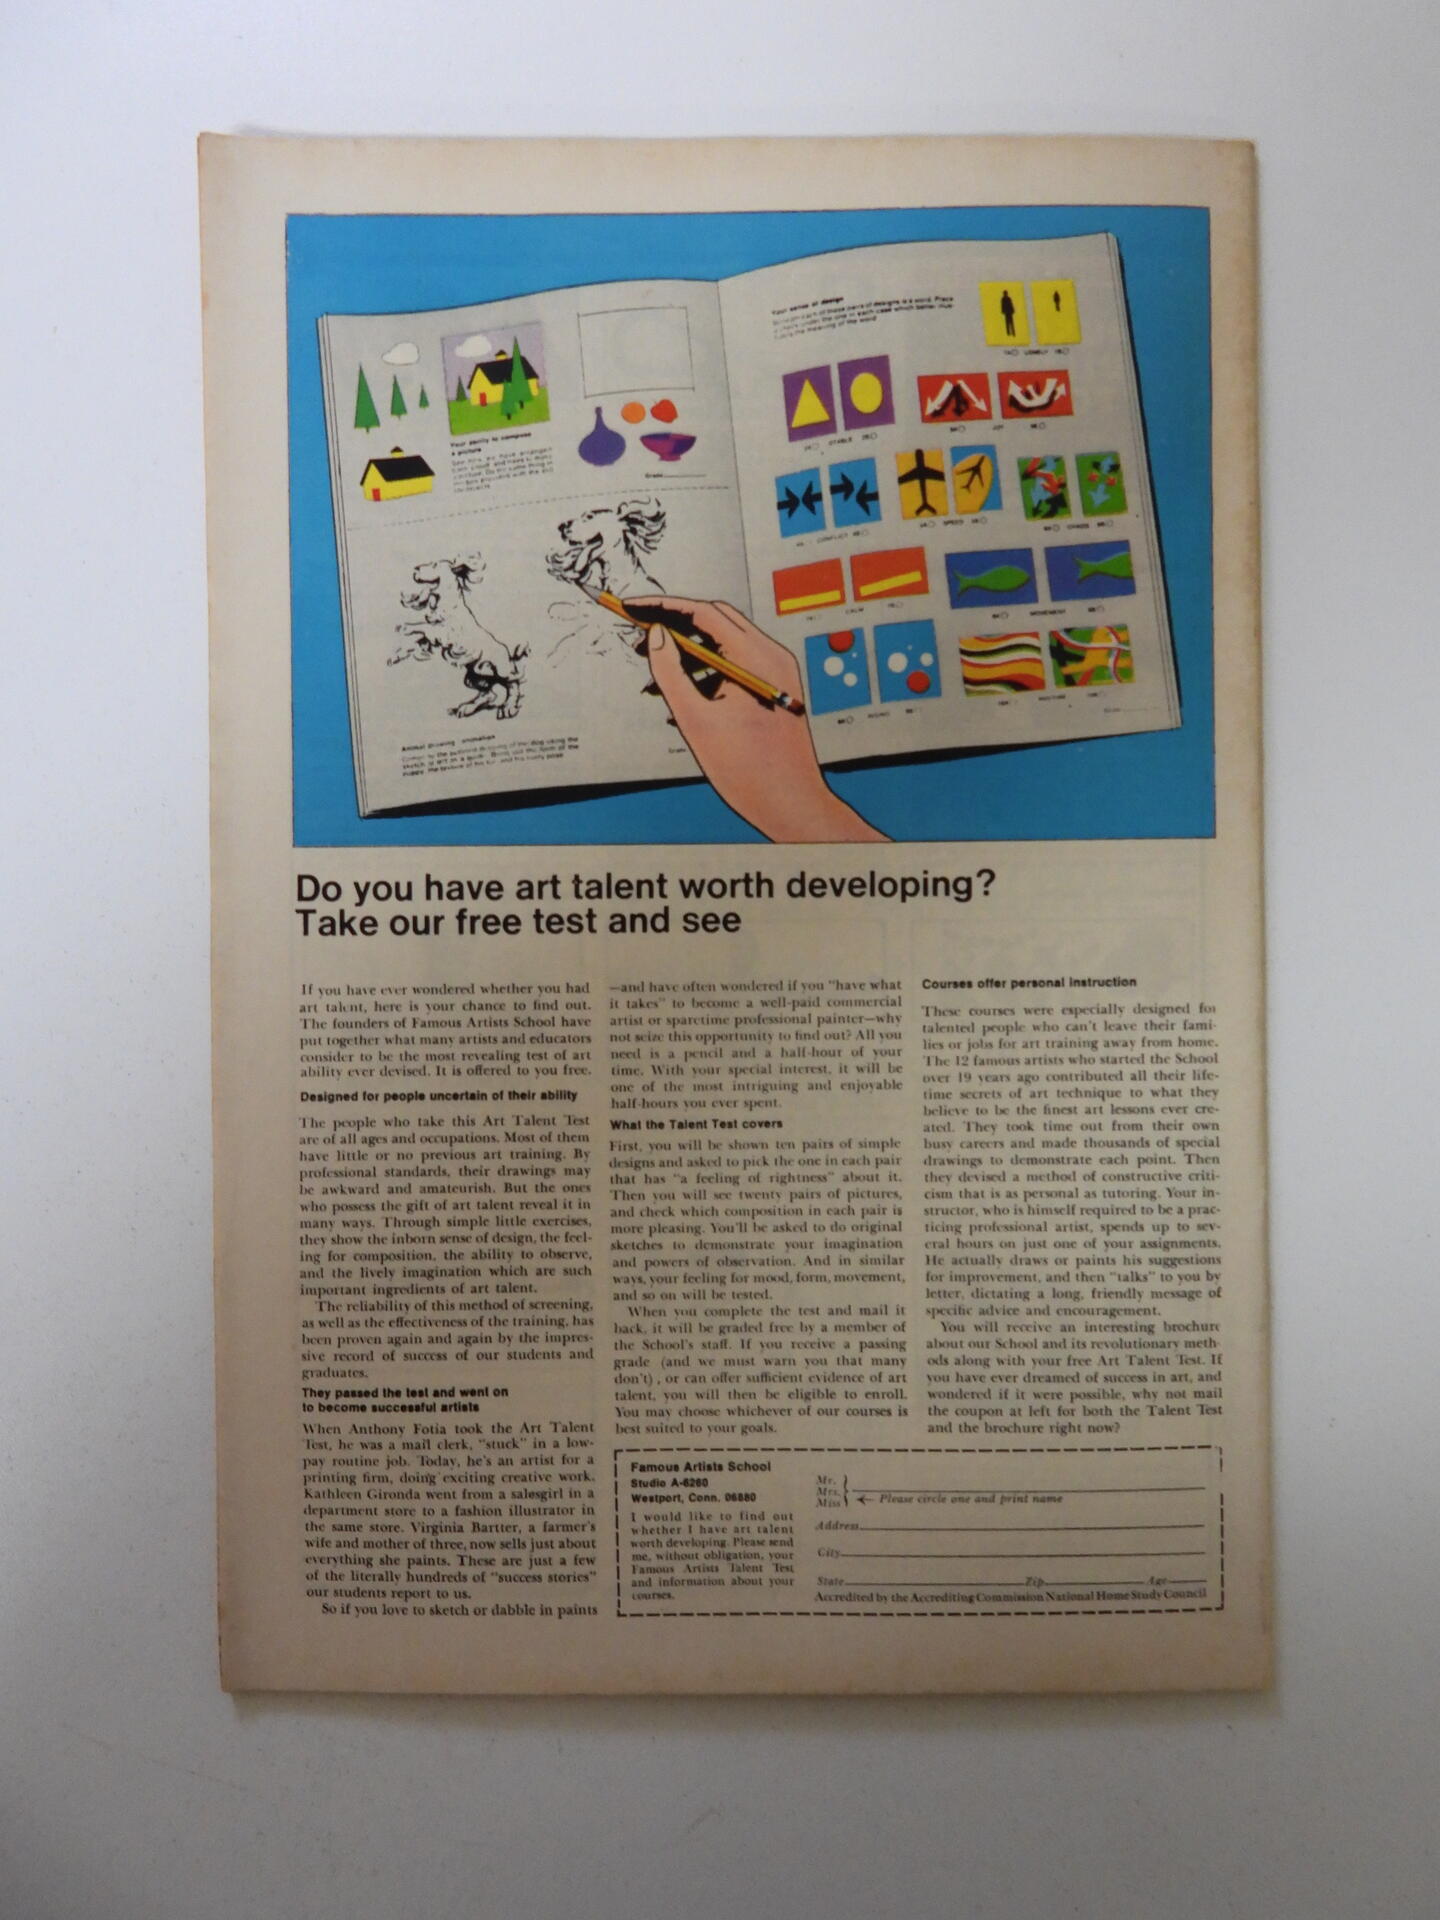 Your sense of design
LONELY
STABLE
JOY
CONFLICT
SPEED
CHAOS
CALM
MOVEMENT
RISING
Your ability to compose
a picture
Grade
Animal Drawing animation
Do you have art talent worth developing?
Take our free test and see
If you have ever wondered whether you had
art talent, here is your chance to find out.
The founders of Famous Artists School have
put together what many artists and educators
consider to be the most revealing test of art
ability ever devised. It is offered to you free.
Designed for people uncertain of their ability
The people who take this Art Talent Test
are of all ages and occupations. Most of them
have little or no previous art training. By
professional standards, their drawings may
be awkward and amateurish. But the ones
who possess the gift of art talent reveal it in
many ways. Through simple little exercises,
they show the inborn sense of design, the feel-
ing for composition, the ability to observe,
and the lively imagination which are such
important ingredients of art talent.
The reliability of this method of screening,
as well as the effectiveness of the training, has
been proven again and again by the impres-
sive record of success of our students and
graduates.
They passed the test and went on
to become successful artists
When Anthony Fotia took the Art Talent
Test, he was a mail clerk, "stuck" in a low-
pay routine job. Today, he's an artist for a
printing firm, doing exciting creative work.
Kathleen Gironda went from a salesgirl in a
department store to a fashion illustrator in
the same store. Virginia Bartter, a farmer's
wife and mother of three, now sells just about
everything she paints. These are just a few
of the literally hundreds of "success stories"
our students report to us.
So if you love to sketch or dabble in paints
—and have often wondered if you "have what
it takes" to become a well-paid commercial
artist or sparetime professional painter—why
not seize this opportunity to find out? All you
need is a pencil and a half-hour of your
time. With your special interest, it will be
one of the most intriguing and enjoyable
half-hours you ever spent.
What the Talent Test covers
First, you will be shown ten pairs of simple
designs and asked to pick the one in each pair
that has "a feeling of rightness" about it.
Then you will see twenty pairs of pictures,
and check which composition in each pair is
more pleasing. You'll be asked to do original
sketches to demonstrate your imagination
and powers of observation. And in similar
ways, your feeling for mood, form, movement,
and so on will be tested.
When you complete the test and mail it
back, it will be graded free by a member of
the School's staff. If you receive a passing
grade (and we must warn you that many
don't), or can offer sufficient evidence of art
talent, you will then be eligible to enroll.
You may choose whichever of our courses is
best suited to your goals.
Courses offer personal instruction
These courses were especially designed for
talented people who can't leave their fami-
lies or jobs for art training away from home.
The 12 famous artists who started the School
over 19 years ago contributed all their life-
time secrets of art technique to what they
believe to be the finest art lessons ever cre-
ated. They took time out from their own
busy careers and made thousands of special
drawings to demonstrate each point. Then
they devised a method of constructive criti-
cism that is as personal as tutoring. Your in-
structor, who is himself required to be a prac-
ticing professional artist, spends up to sev-
eral hours on just one of your assignments.
He actually draws or paints his suggestions
for improvement, and then "talks" to you by
letter, dictating a long, friendly message of
specific advice and encouragement.
You will receive an interesting brochure
about our School and its revolutionary meth-
ods along with your free Art Talent Test. If
you have ever dreamed of success in art, and
wondered if it were possible, why not mail
the coupon at left for both the Talent Test
and the brochure right now?
Famous Artists School
Studio A-6260
Westport, Conn. 06880
I would like to find out
whether I have art talent
worth developing. Please send
me, without obligation, your
Famous Artists Talent Test
and information about your
courses.
Mr.
Mrs.
Miss
Please circle one and print name
Address
City
State Zip Age
Accredited by the Accrediting Commission National Home Study Council